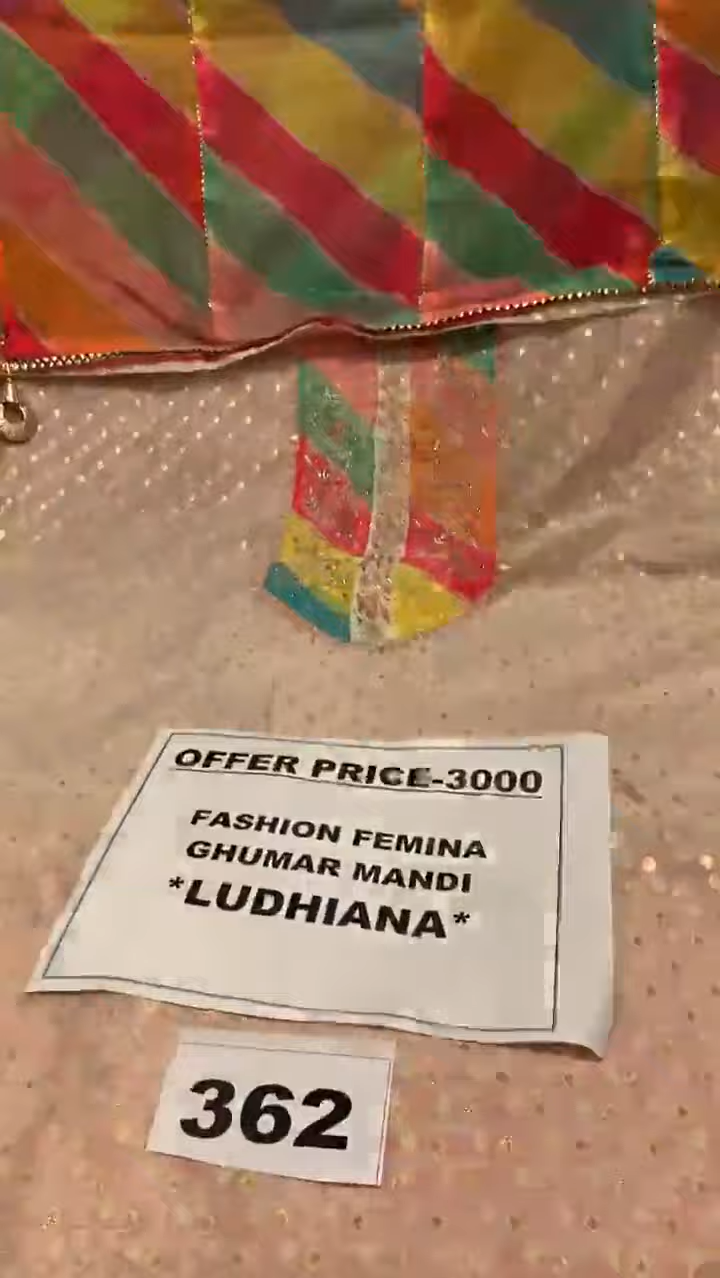 OFFER PRICE-3000
FASHION FEMINA
GHUMAR MANDI
*LUDHIANA*
362